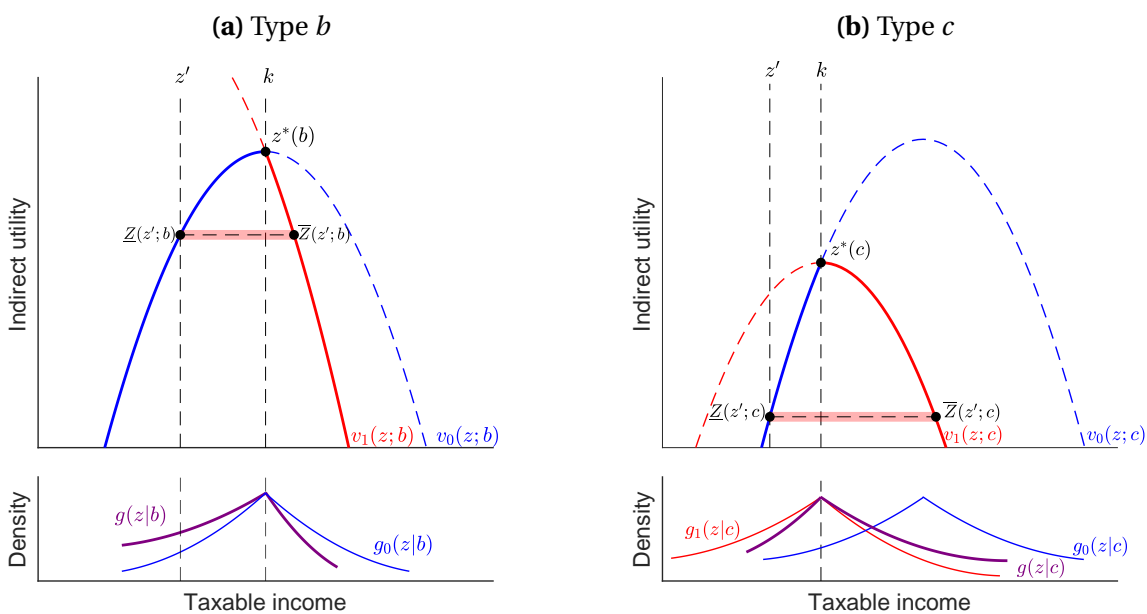 (a) Type b
z′
k
z*(b)
Indirect utility
Z(z′; b)
Z̅(z′; b)
v₁(z; b)
v₀(z; b)
Density
g(z|b)
g₀(z|b)
Taxable income
(b) Type c
z′
k
z*(c)
Indirect utility
Z(z′; c)
Z̅(z′; c)
v₁(z; c)
v₀(z; c)
Density
g₁(z|c)
g₀(z|c)
g(z|c)
Taxable income